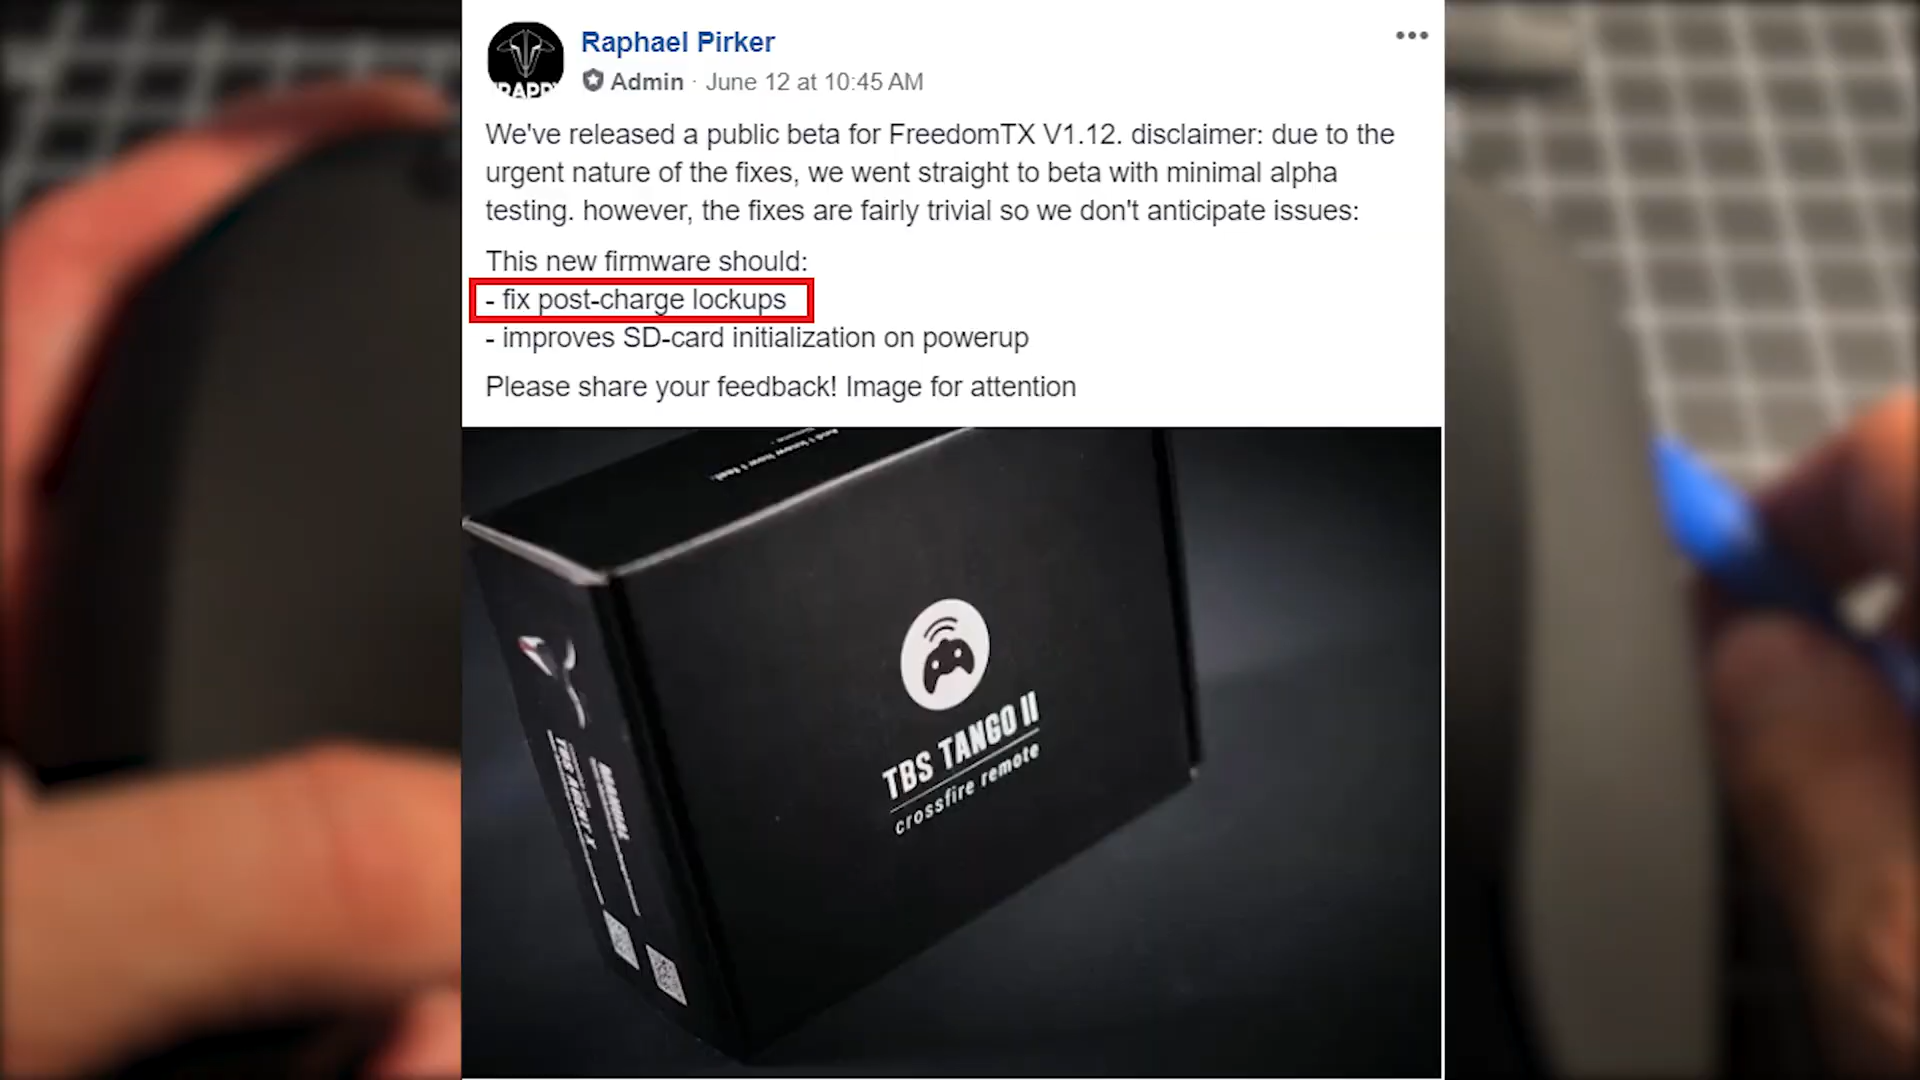 Raphael Pirker
Admin · June 12 at 10:45 AM
We've released a public beta for FreedomTX V1.12. disclaimer: due to the
urgent nature of the fixes, we went straight to beta with minimal alpha
testing. however, the fixes are fairly trivial so we don't anticipate issues:
This new firmware should:
- fix post-charge lockups
- improves SD-card initialization on powerup
Please share your feedback! Image for attention
TBS TANGO II
crossfire remote
MANUAL
TBS AGENT X